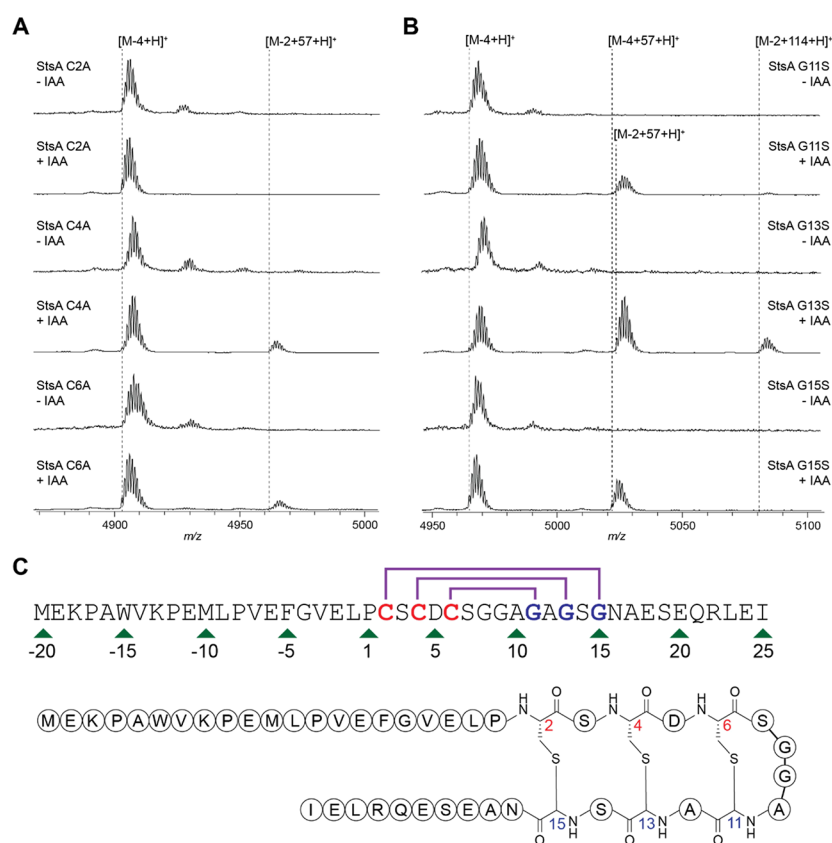 A
B
[M-4+H]+ [M-2+57+H]+
[M-4+H]+ [M-4+57+H]+ [M-2+114+H]+
[M-2+57+H]+
StsA C2A
- IAA
StsA C2A
+ IAA
StsA C4A
- IAA
StsA C4A
+ IAA
StsA C6A
- IAA
StsA C6A
+ IAA
4900 4950 5000
m/z
StsA G11S
- IAA
StsA G11S
+ IAA
StsA G13S
- IAA
StsA G13S
+ IAA
StsA G15S
- IAA
StsA G15S
+ IAA
4950 5000 5050 5100
m/z
C
MEKPAWVKPEMLPVEFGVELPCSCDCSGGAGAGSGNAESEQRLEI
-20 -15 -10 -5 1 5 10 15 20 25
H N O H N O H N O
M E K P A W V K P E M L P V E F G V E L P 2 S 4 D 6 S
G
G
S S S
I E L R Q E S E A N 15 NH S 13 NH A 11 NH A
O O O